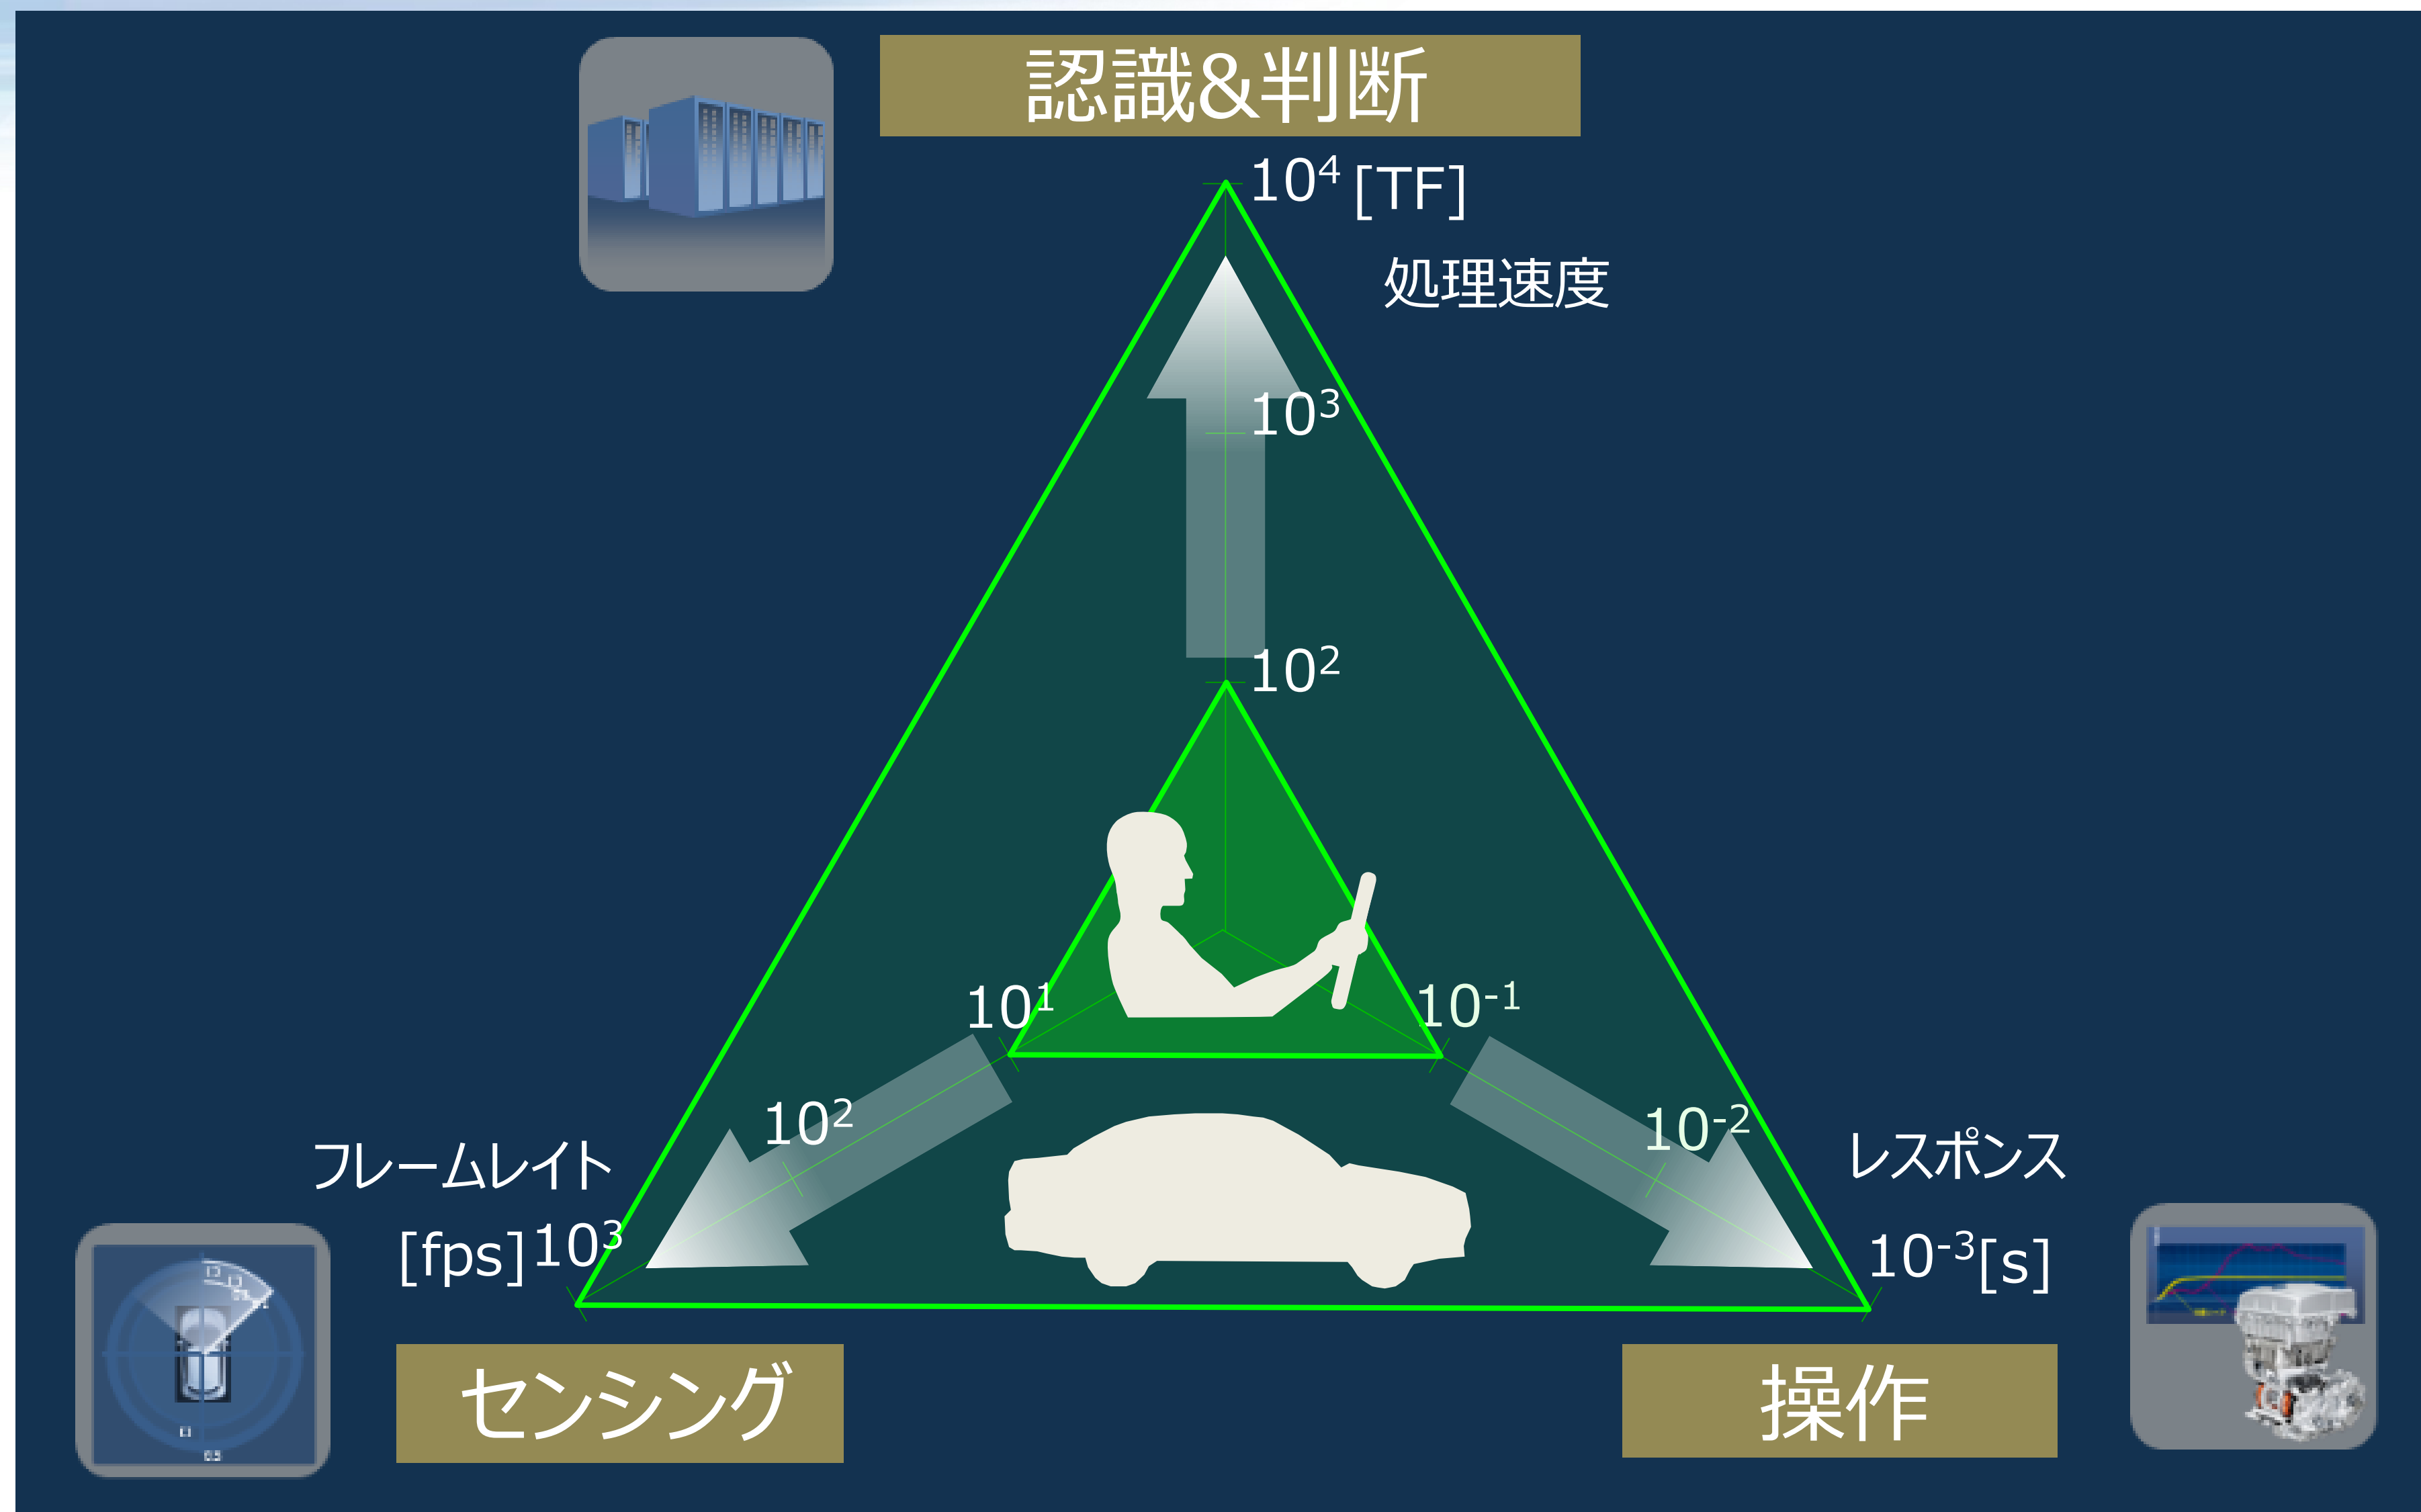 認識&判断
10⁴ [TF]
処理速度
10³
10²
10¹
10⁻¹
10²
10⁻²
フレームレイト
レスポンス
[fps] 10³
10⁻³ [s]
センシング
操作